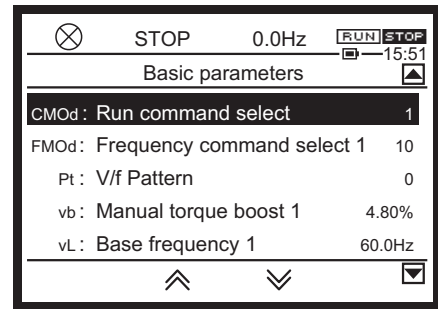 STOP 0.0Hz RUN STOP
15:51
Basic parameters
CMOd : Run command select 1
FMOd : Frequency command select 1 10
Pt : V/f Pattern 0
vb : Manual torque boost 1 4.80%
vL : Base frequency 1 60.0Hz